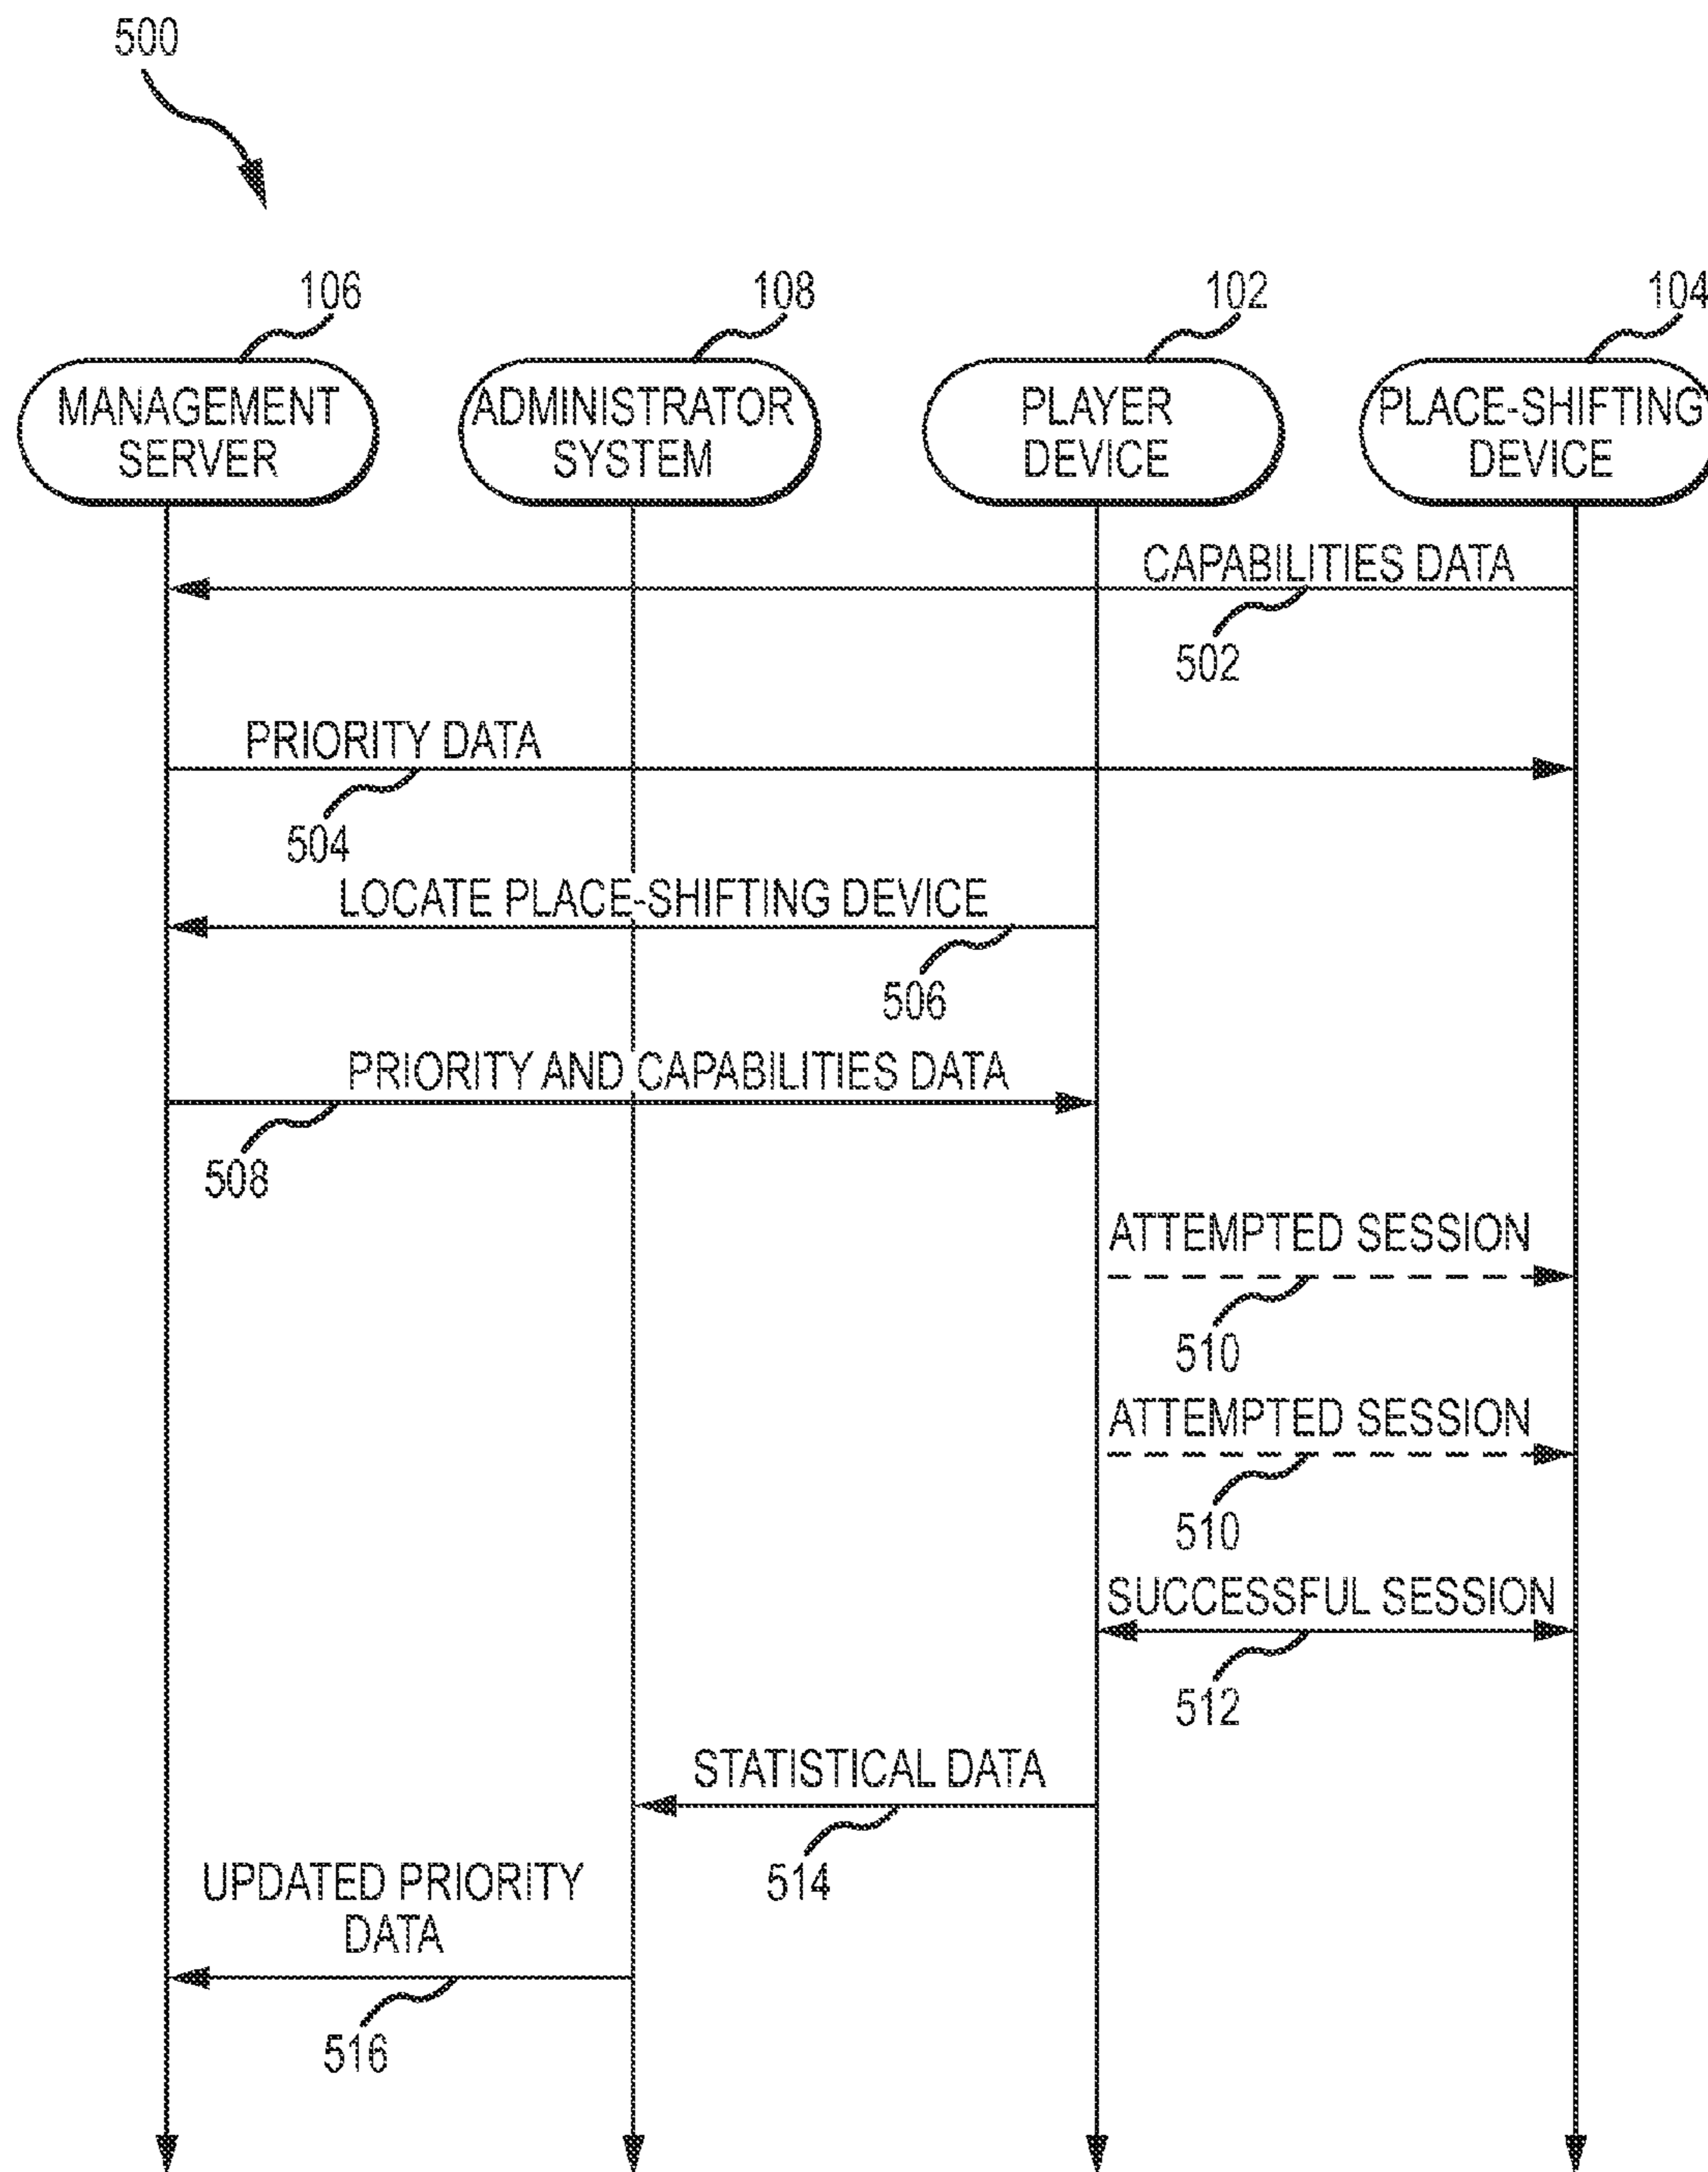 500
106
108
102
104
MANAGEMENT
SERVER
ADMINISTRATOR
SYSTEM
PLAYER
DEVICE
PLACE-SHIFTING
DEVICE
CAPABILITIES DATA
502
PRIORITY DATA
504
LOCATE PLACE-SHIFTING DEVICE
506
PRIORITY AND CAPABILITIES DATA
508
ATTEMPTED SESSION
510
ATTEMPTED SESSION
510
SUCCESSFUL SESSION
512
STATISTICAL DATA
514
UPDATED PRIORITY
DATA
516